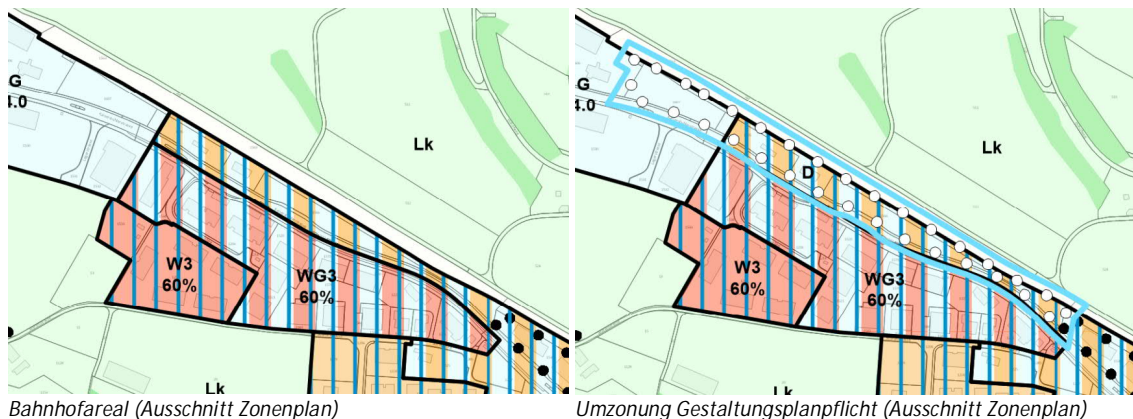 G
4.0
Lk
W3
60%
WG3
60%
Lk
Bahnhofareal (Ausschnitt Zonenplan)
G
4.0
Lk
D
W3
60%
WG3
60%
Lk
Umzonung Gestaltungsplanpflicht (Ausschnitt Zonenplan)